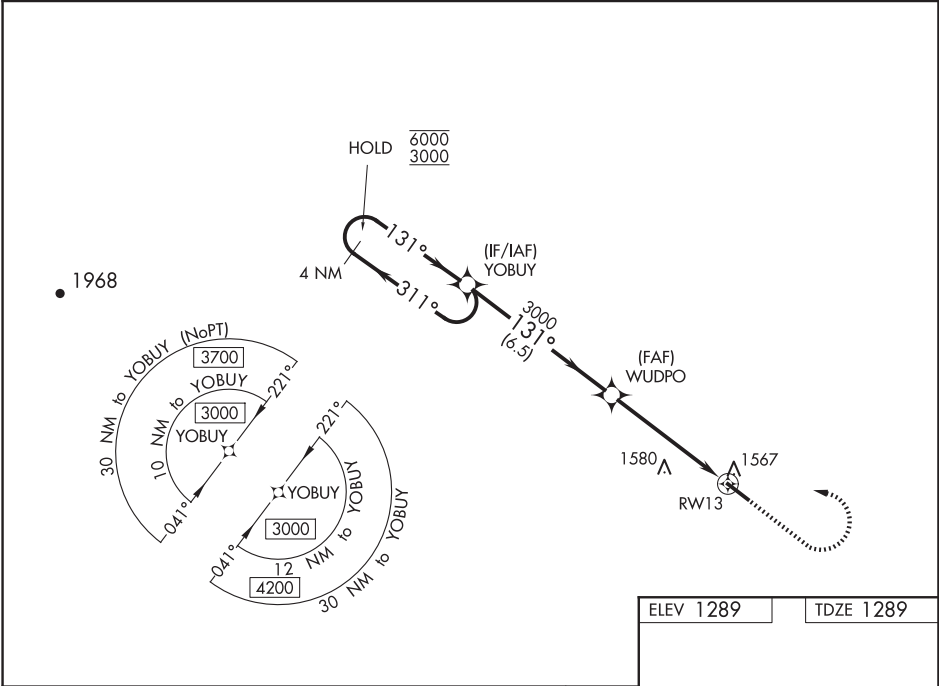 HOLD 6000
3000
131°
4 NM
311°
(IF/IAF)
YOBUY
3000
131°
(6.5)
(FAF)
WUDPO
1580
1567
RW13
1968
30 NM to YOBUY (NoPT)
3700
10 NM to YOBUY
3000
YOBUY
221°
041°
221°
YOBUY
3000
041°
12 NM to YOBUY
4200
30 NM to YOBUY
ELEV 1289
TDZE 1289